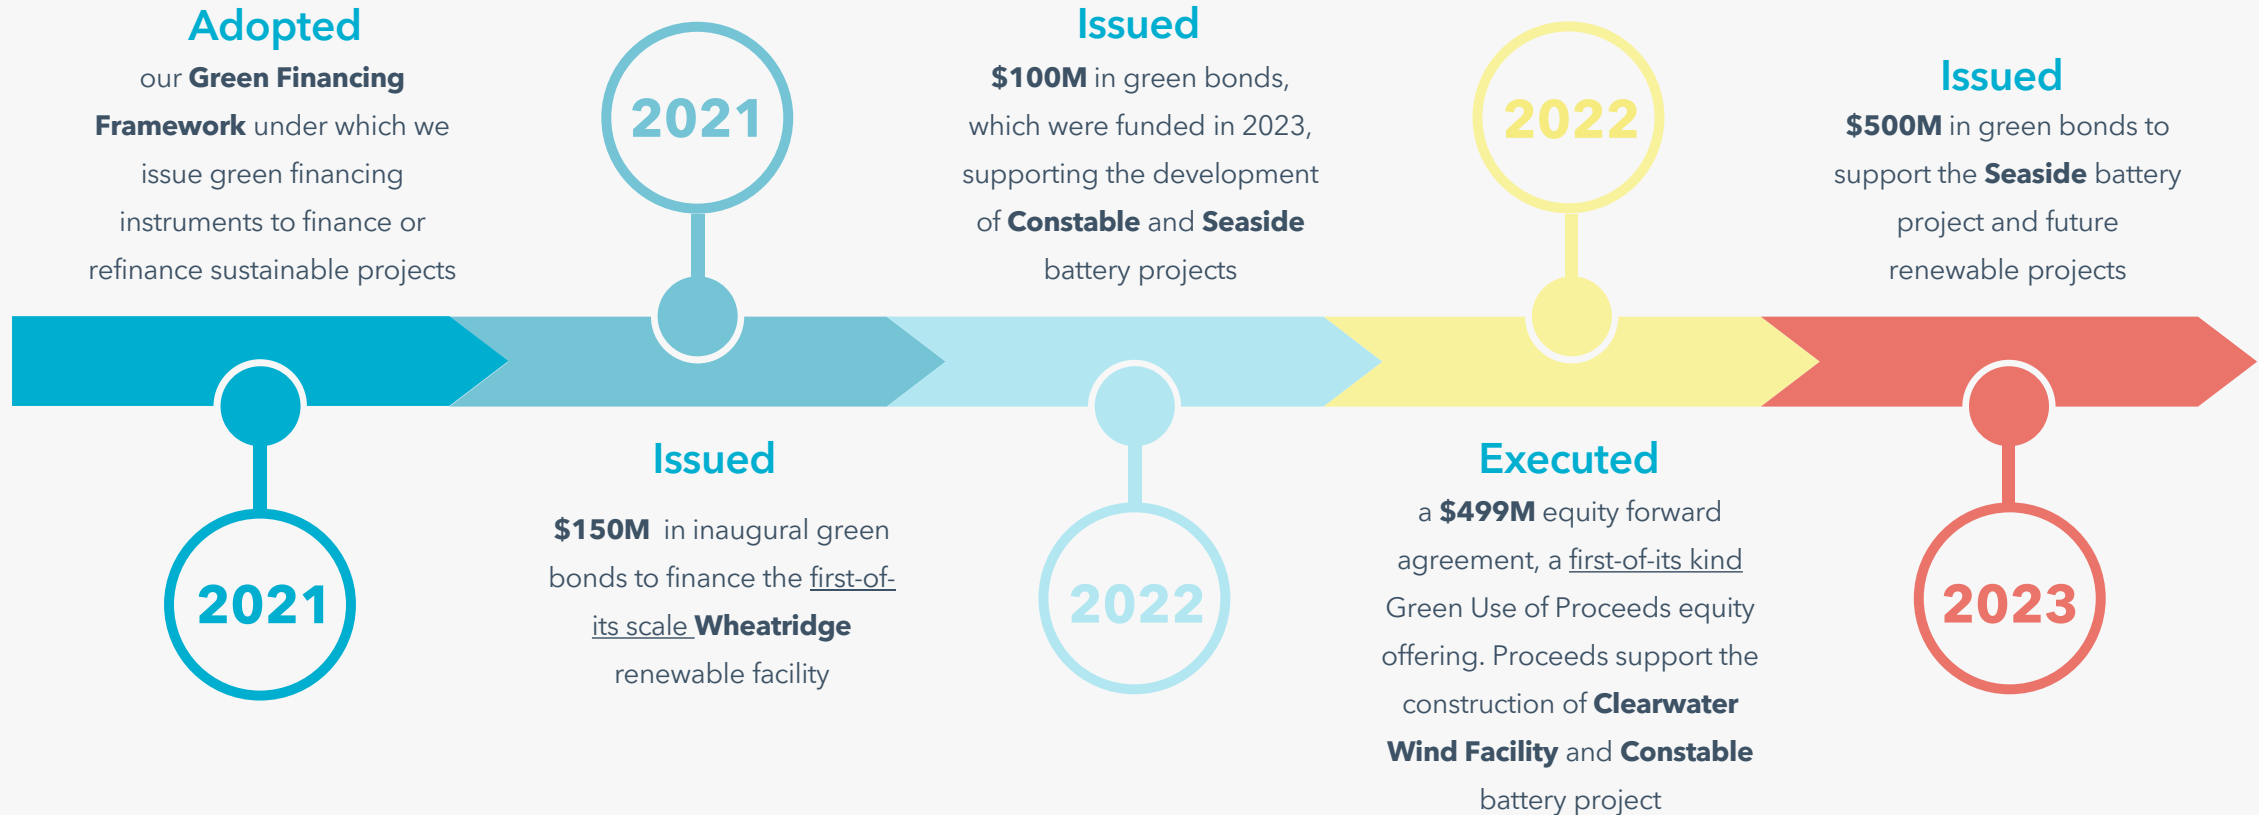 Adopted
our Green Financing
Framework under which we
issue green financing
instruments to finance or
refinance sustainable projects
2021
2021
Issued
$150M in inaugural green
bonds to finance the first-of-
its scale Wheatridge
renewable facility
Issued
$100M in green bonds,
which were funded in 2023,
supporting the development
of Constable and Seaside
battery projects
2022
2022
Executed
a $499M equity forward
agreement, a first-of-its kind
Green Use of Proceeds equity
offering. Proceeds support the
construction of Clearwater
Wind Facility and Constable
battery project
Issued
$500M in green bonds to
support the Seaside battery
project and future
renewable projects
2023